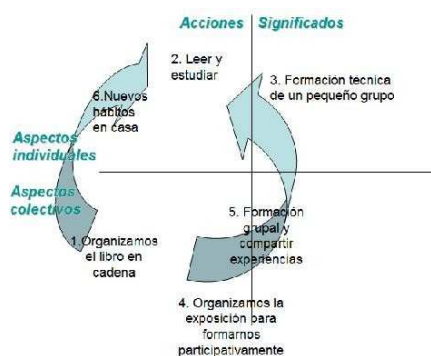 Acciones Significados
2. Leer y
estudiar
3. Formación técnica
de un pequeño grupo
6.Nuevos
hábitos
en casa
Aspectos
individuales
Aspectos
colectivos
1.Organizamos
el libro en
cadena
5. Formación
grupal y
compartir
experiencias
4. Organizamos la
exposición para
formarnos
participativamente